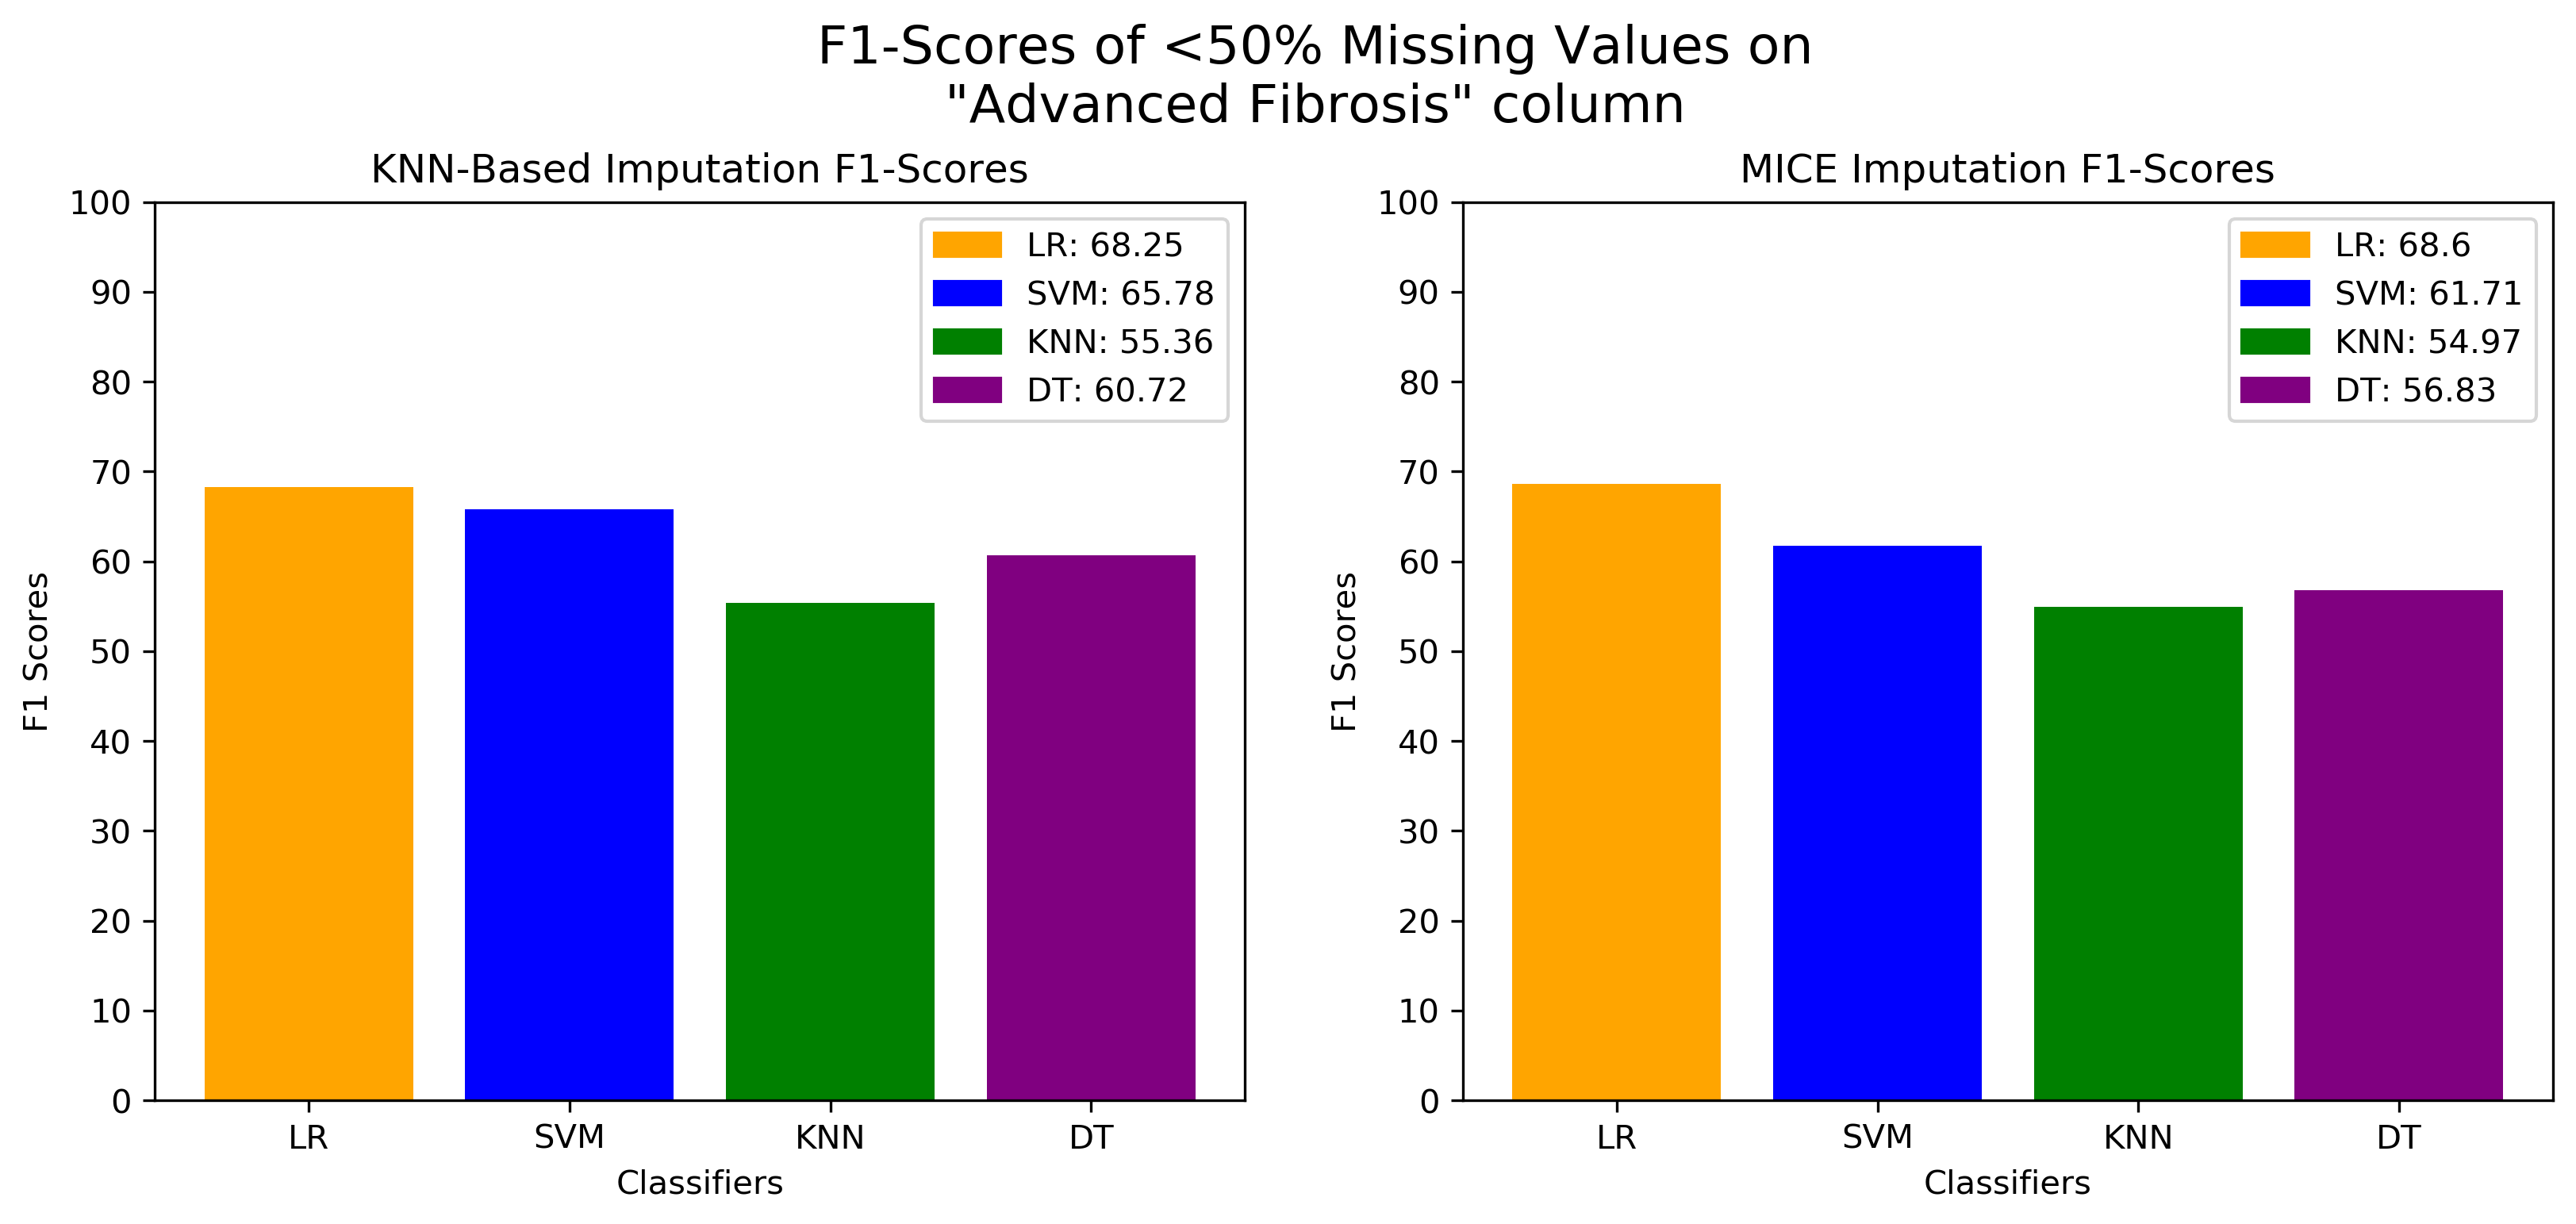 F1-Scores of <50% Missing Values on
"Advanced Fibrosis" column
KNN-Based Imputation F1-Scores
100
90
80
70
60
50
40
30
20
10
0
F1 Scores
LR: 68.25
SVM: 65.78
KNN: 55.36
DT: 60.72
LR
SVM
KNN
DT
Classifiers
MICE Imputation F1-Scores
100
90
80
70
60
50
40
30
20
10
0
F1 Scores
LR: 68.6
SVM: 61.71
KNN: 54.97
DT: 56.83
LR
SVM
KNN
DT
Classifiers